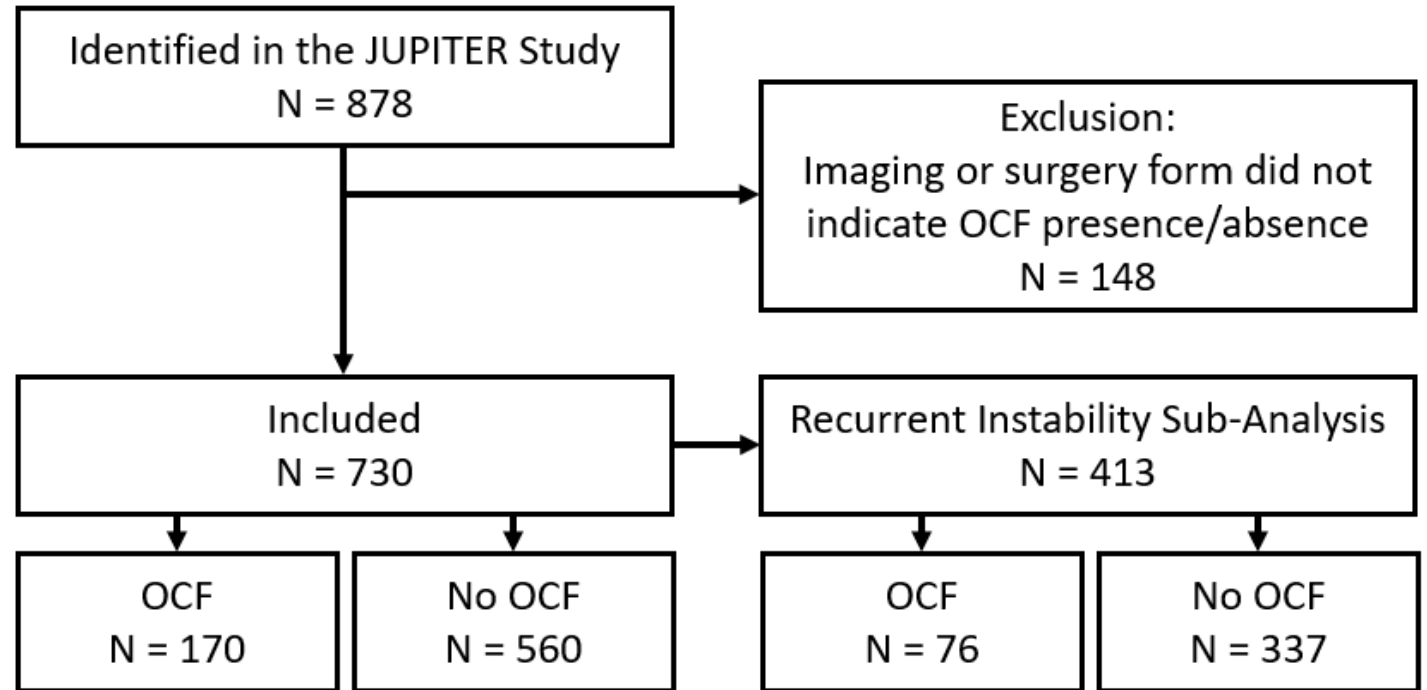 Identified in the JUPITER Study
N = 878
Exclusion:
Imaging or surgery form did not
indicate OCF presence/absence
N = 148
Included
N = 730
Recurrent Instability Sub-Analysis
N = 413
OCF
N = 170
No OCF
N = 560
OCF
N = 76
No OCF
N = 337